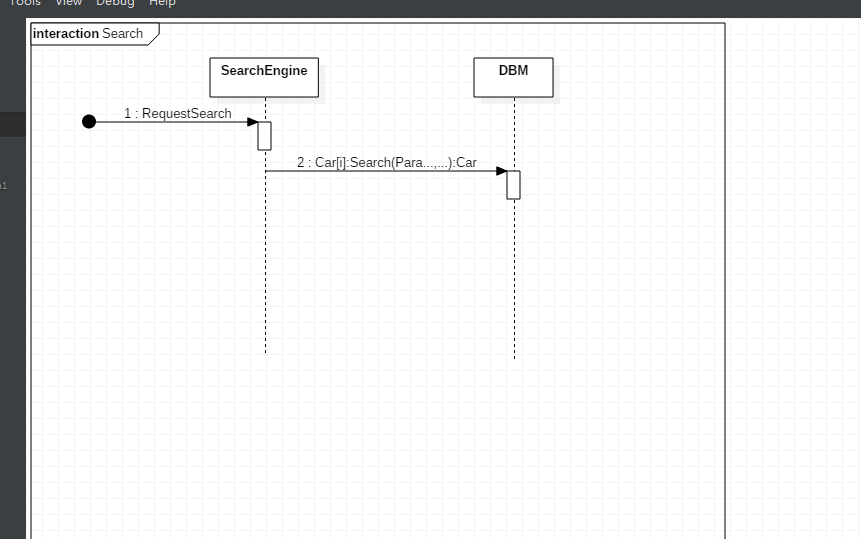 Tools View Debug Help
interaction Search
SearchEngine DBM
1 : RequestSearch
2 : Car[i]:Search(Para...,...):Car